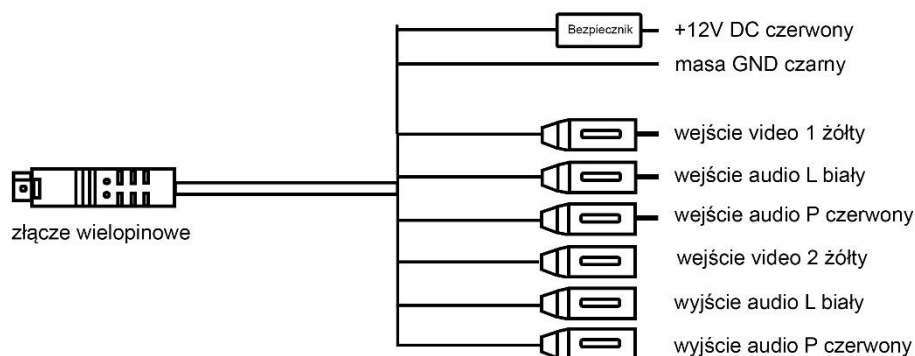 Bezpiecznik
+12V DC czerwony
masa GND czarny
wejście video 1 żółty
wejście audio L biały
wejście audio P czerwony
wejście video 2 żółty
wyjście audio L biały
wyjście audio P czerwony
złącze wielopinowe